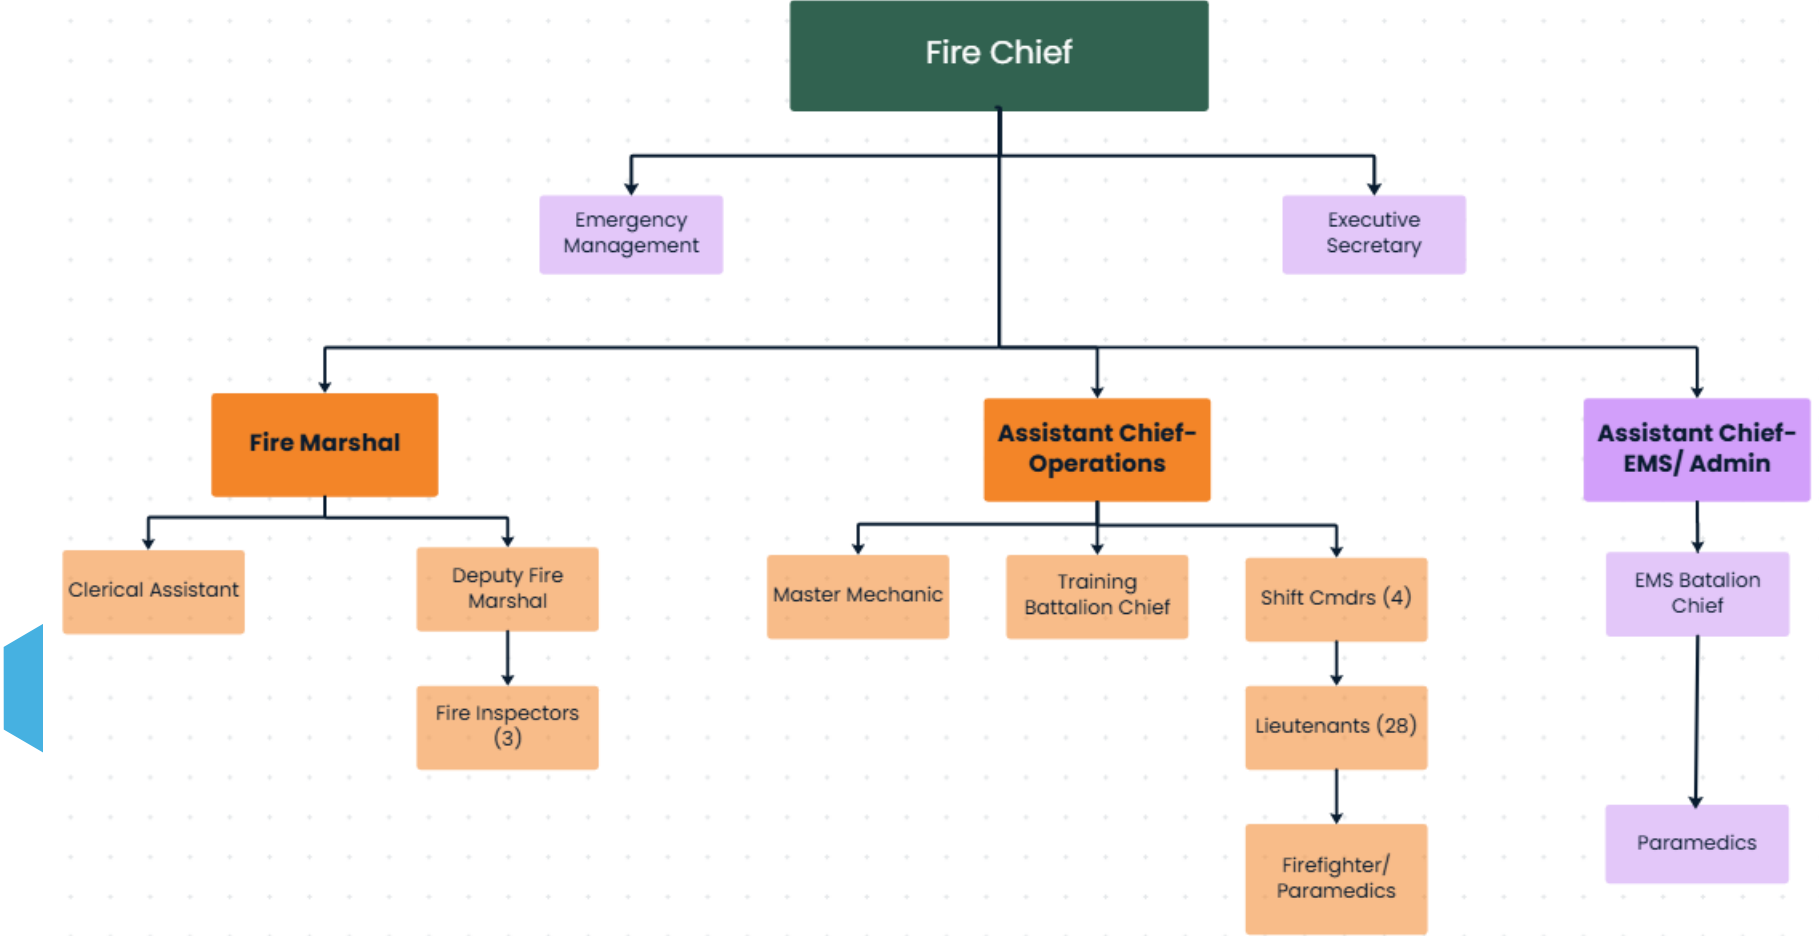 Fire Chief
Emergency
Management
Executive
Secretary
Fire Marshal
Assistant Chief-
Operations
Assistant Chief-
EMS/ Admin
Clerical Assistant
Deputy Fire
Marshal
Master Mechanic
Training
Battalion Chief
Shift Cmdrs (4)
EMS Batalion
Chief
Fire Inspectors
(3)
Lieutenants (28)
Firefighter/
Paramedics
Paramedics